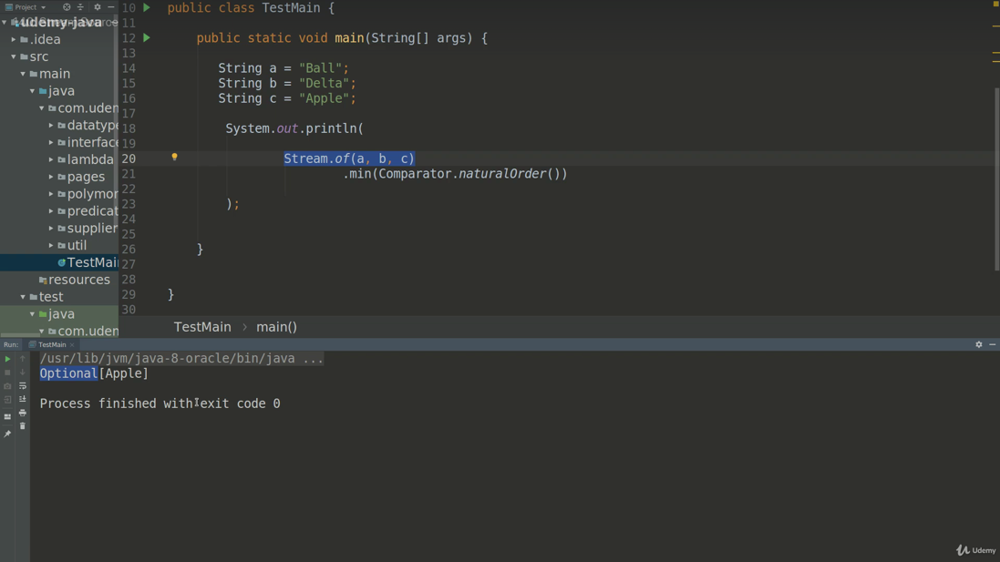 Project
udemy-java
.idea
src
main
java
com.uden
datatype
interface
lambda
pages
polymor
predicat
supplier
util
TestMain
resources
test
java
com.uden
10 public class TestMain {
11
12 public static void main(String[] args) {
13
14 String a = "Ball";
15 String b = "Delta";
16 String c = "Apple";
17
18 System.out.println(
19
20 Stream.of(a, b, c)
21 .min(Comparator.naturalOrder())
22
23 );
24
25
26 }
27
28
29 }
30
TestMain > main()
Run: TestMain ×
/usr/lib/jvm/java-8-oracle/bin/java ...
Optional[Apple]
Process finished with exit code 0
Udemy